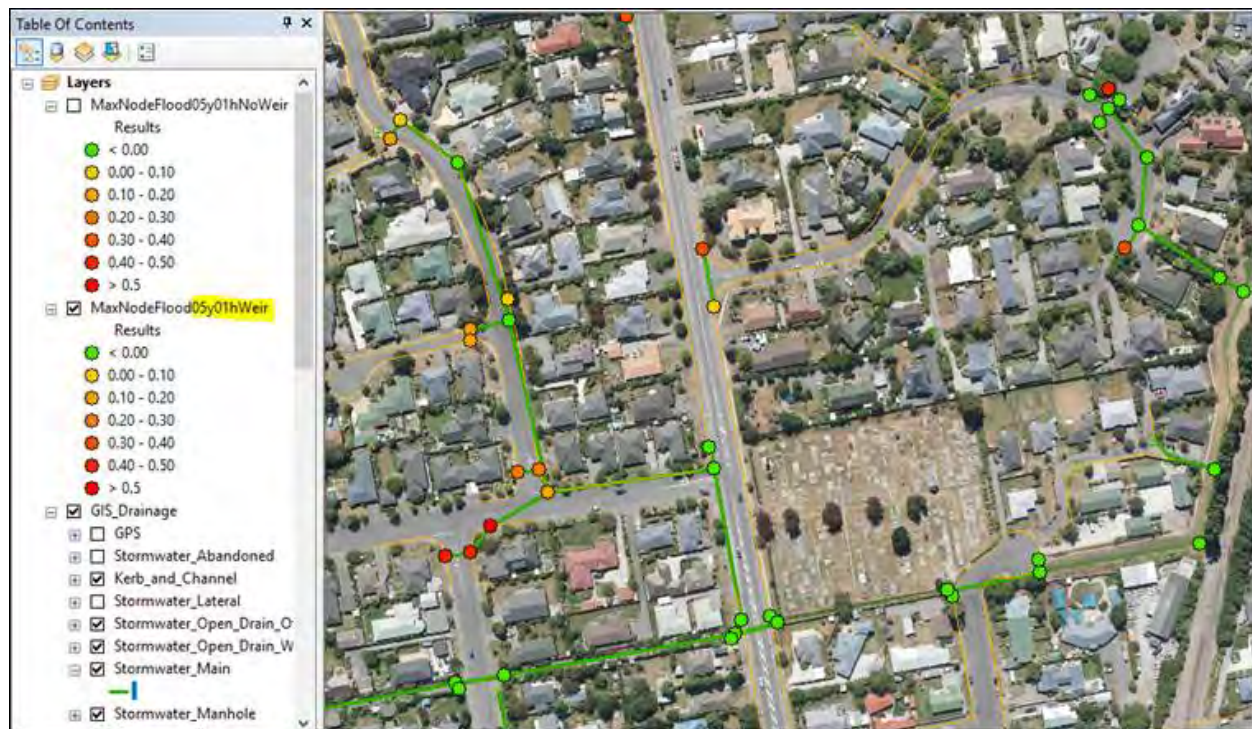 Table Of Contents
Layers
MaxNodeFlood05y01hNoWeir
Results
< 0.00
0.00 - 0.10
0.10 - 0.20
0.20 - 0.30
0.30 - 0.40
0.40 - 0.50
> 0.5
MaxNodeFlood05y01hWeir
Results
< 0.00
0.00 - 0.10
0.10 - 0.20
0.20 - 0.30
0.30 - 0.40
0.40 - 0.50
> 0.5
GIS_Drainage
GPS
Stormwater_Abandoned
Kerb_and_Channel
Stormwater_Lateral
Stormwater_Open_Drain_O
Stormwater_Open_Drain_W
Stormwater_Main
Stormwater_Manhole